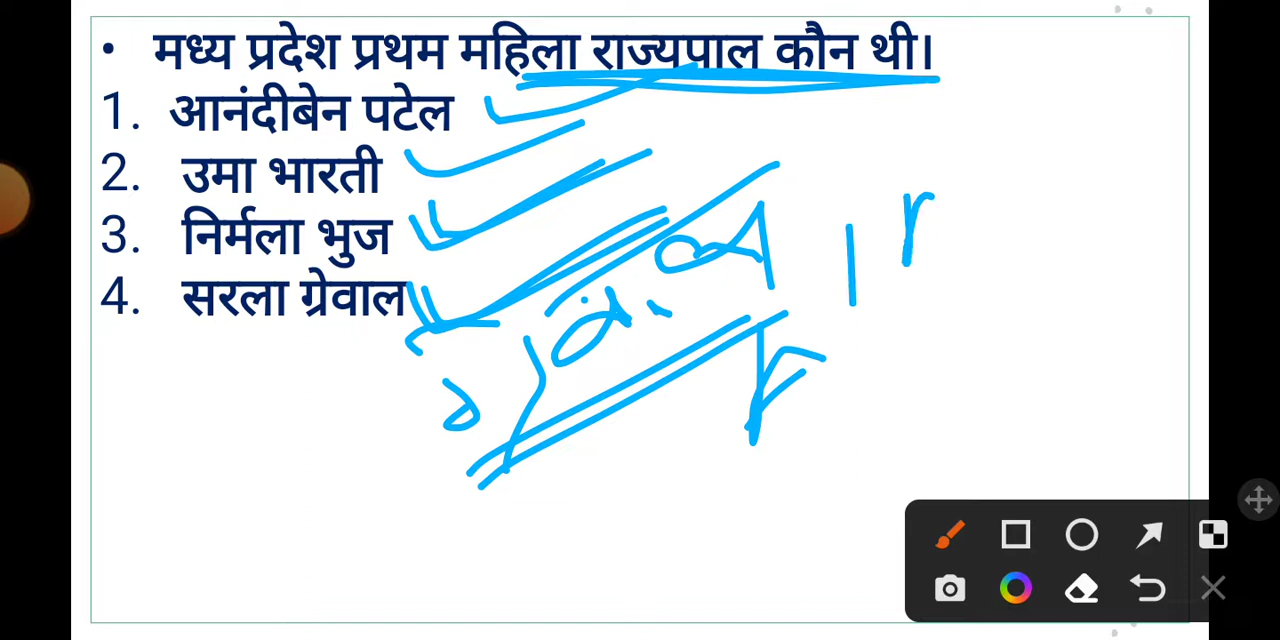 • मध्य प्रदेश प्रथम महिला राज्यपाल कौन थी।
1. आनंदीबेन पटेल
2. उमा भारती
3. निर्मला भुज
4. सरला ग्रेवाल